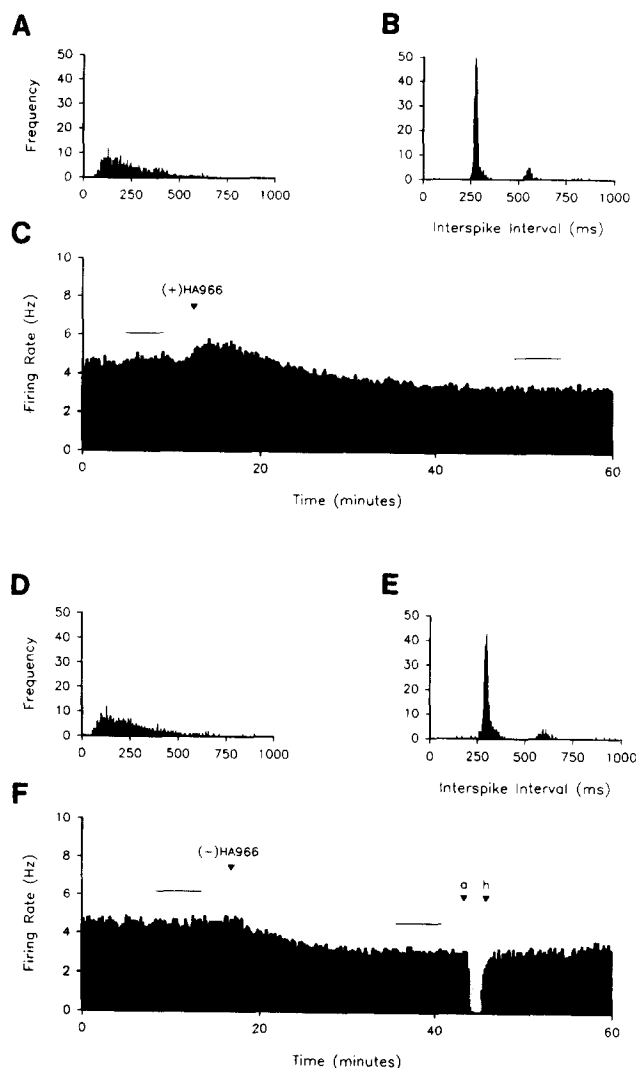 A
B
Frequency
50
40
30
20
10
0
0 250 500 750 1000
50
40
30
20
10
0
0 250 500 750 1000
Interspike Interval (ms)
C
Firing Rate (Hz)
10
8
6
4
2
0
(+)HA966
0 20 40 60
Time (minutes)
D
E
Frequency
50
40
30
20
10
0
0 250 500 750 1000
50
40
30
20
10
0
0 250 500 750 1000
Interspike Interval (ms)
F
Firing Rate (Hz)
10
8
6
4
2
0
(-)HA966
a h
0 20 40 60
Time (minutes)